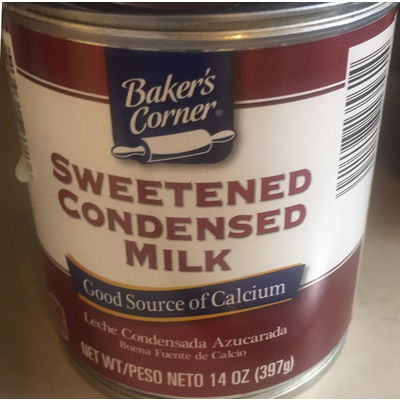 Baker's
Corner®
SWEETENED
CONDENSED
MILK
Good Source of Calcium
Leche Condensada Azucarada
Buena Fuente de Calcio
NET WT/PESO NETO 14 OZ (397g)